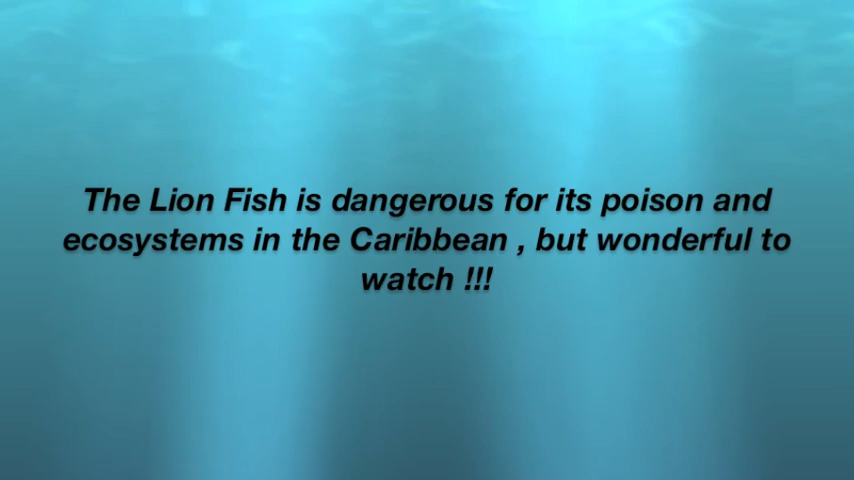 The Lion Fish is dangerous for its poison and
ecosystems in the Caribbean , but wonderful to
watch !!!